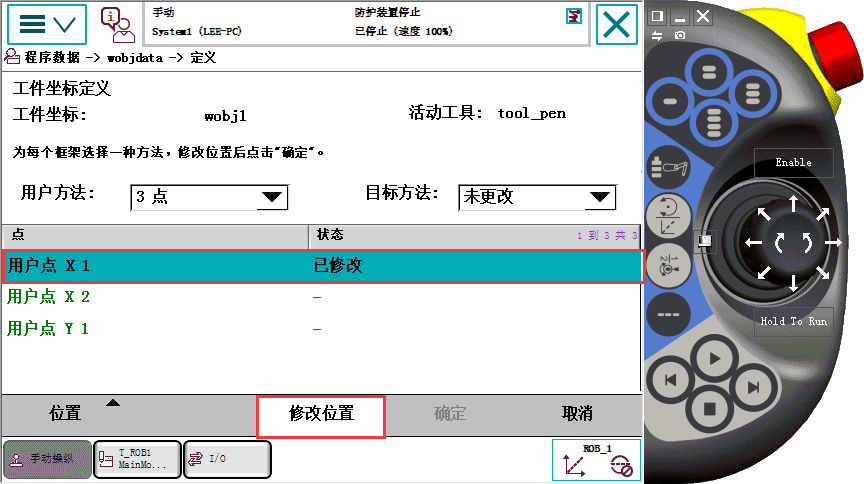 手动
防护装置停止
System1 (LEE-PC)
已停止 (速度 100%)
程序数据 -> wobjdata -> 定义
工件坐标定义
工件坐标: wobj1 活动工具: tool_pen
为每个框架选择一种方法，修改位置后点击"确定"。
用户方法: 3 点 目标方法: 未更改
点 状态 1 到 3 共 3
用户点 X 1 已修改
用户点 X 2 –
用户点 Y 1 –
位置 修改位置 确定 取消
手动操纵
T_ROB1
MainMo...
I/O
ROB_1
1
2
Enable
Hold To Run